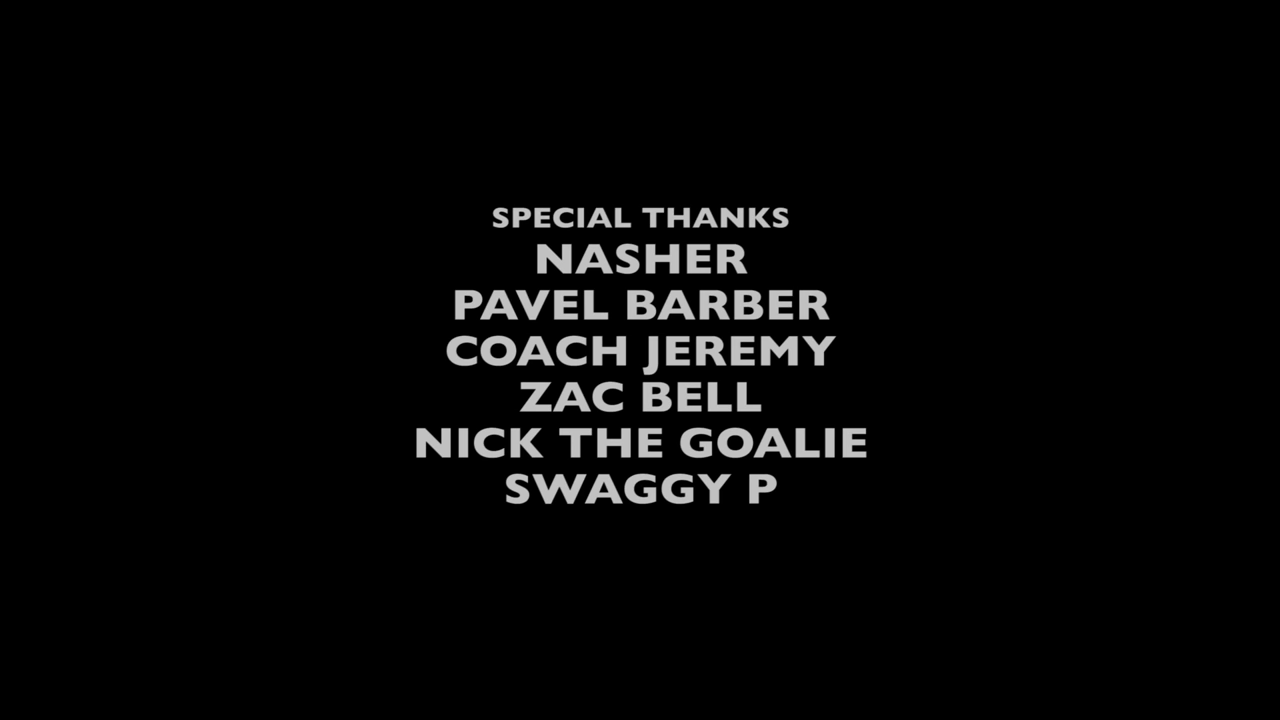 SPECIAL THANKS
NASHER
PAVEL BARBER
COACH JEREMY
ZAC BELL
NICK THE GOALIE
SWAGGY P